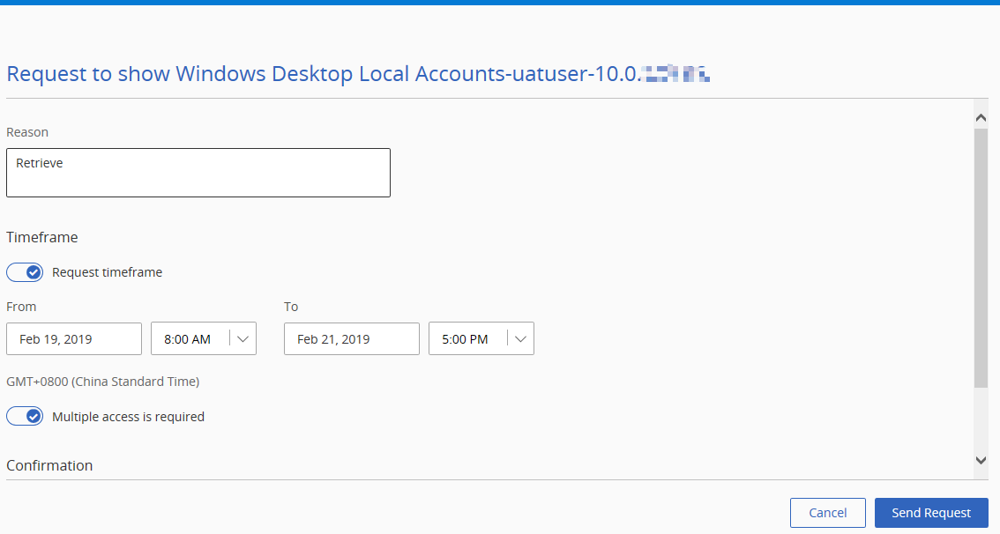 Request to show Windows Desktop Local Accounts-uatuser-10.0.
Reason
Retrieve
Timeframe
Request timeframe
From To
Feb 19, 2019 8:00 AM Feb 21, 2019 5:00 PM
GMT+0800 (China Standard Time)
Multiple access is required
Confirmation
Cancel Send Request